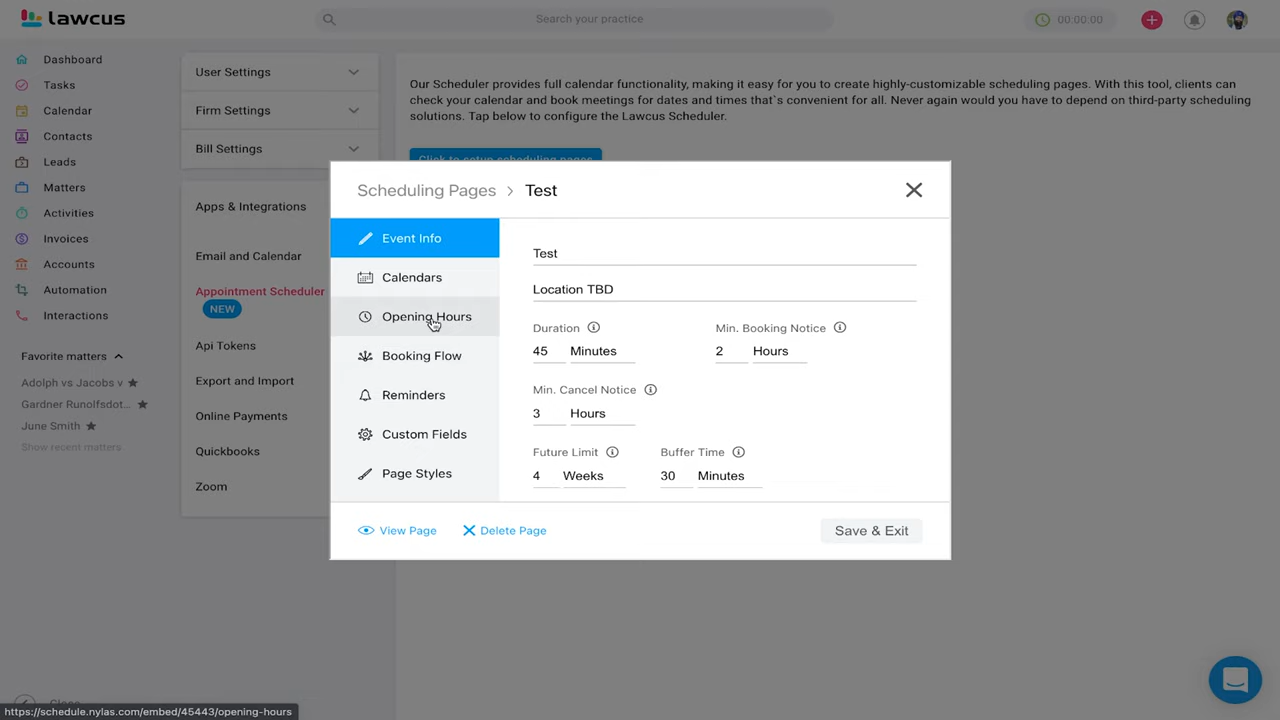 lawcus
Search your practice
00:00:00
Dashboard
Tasks
Calendar
Contacts
Leads
Matters
Activities
Invoices
Accounts
Automation
Interactions
Favorite matters
Adolph vs Jacobs v
Gardner Runolfsdot...
June Smith
Show recent matters
Close
User Settings
Firm Settings
Bill Settings
Apps & Integrations
Email and Calendar
Appointment Scheduler
NEW
Api Tokens
Export and Import
Online Payments
Quickbooks
Zoom
Our Scheduler provides full calendar functionality, making it easy for you to create highly-customizable scheduling pages. With this tool, clients can
check your calendar and book meetings for dates and times that`s convenient for all. Never again would you have to depend on third-party scheduling
solutions. Tap below to configure the Lawcus Scheduler.
Click to setup scheduling pages
Scheduling Pages > Test
Event Info
Calendars
Opening Hours
Booking Flow
Reminders
Custom Fields
Page Styles
Test
Location TBD
Duration
Min. Booking Notice
45 Minutes
2 Hours
Min. Cancel Notice
3 Hours
Future Limit
Buffer Time
4 Weeks
30 Minutes
View Page
Delete Page
Save & Exit
https://schedule.nylas.com/embed/45443/opening-hours